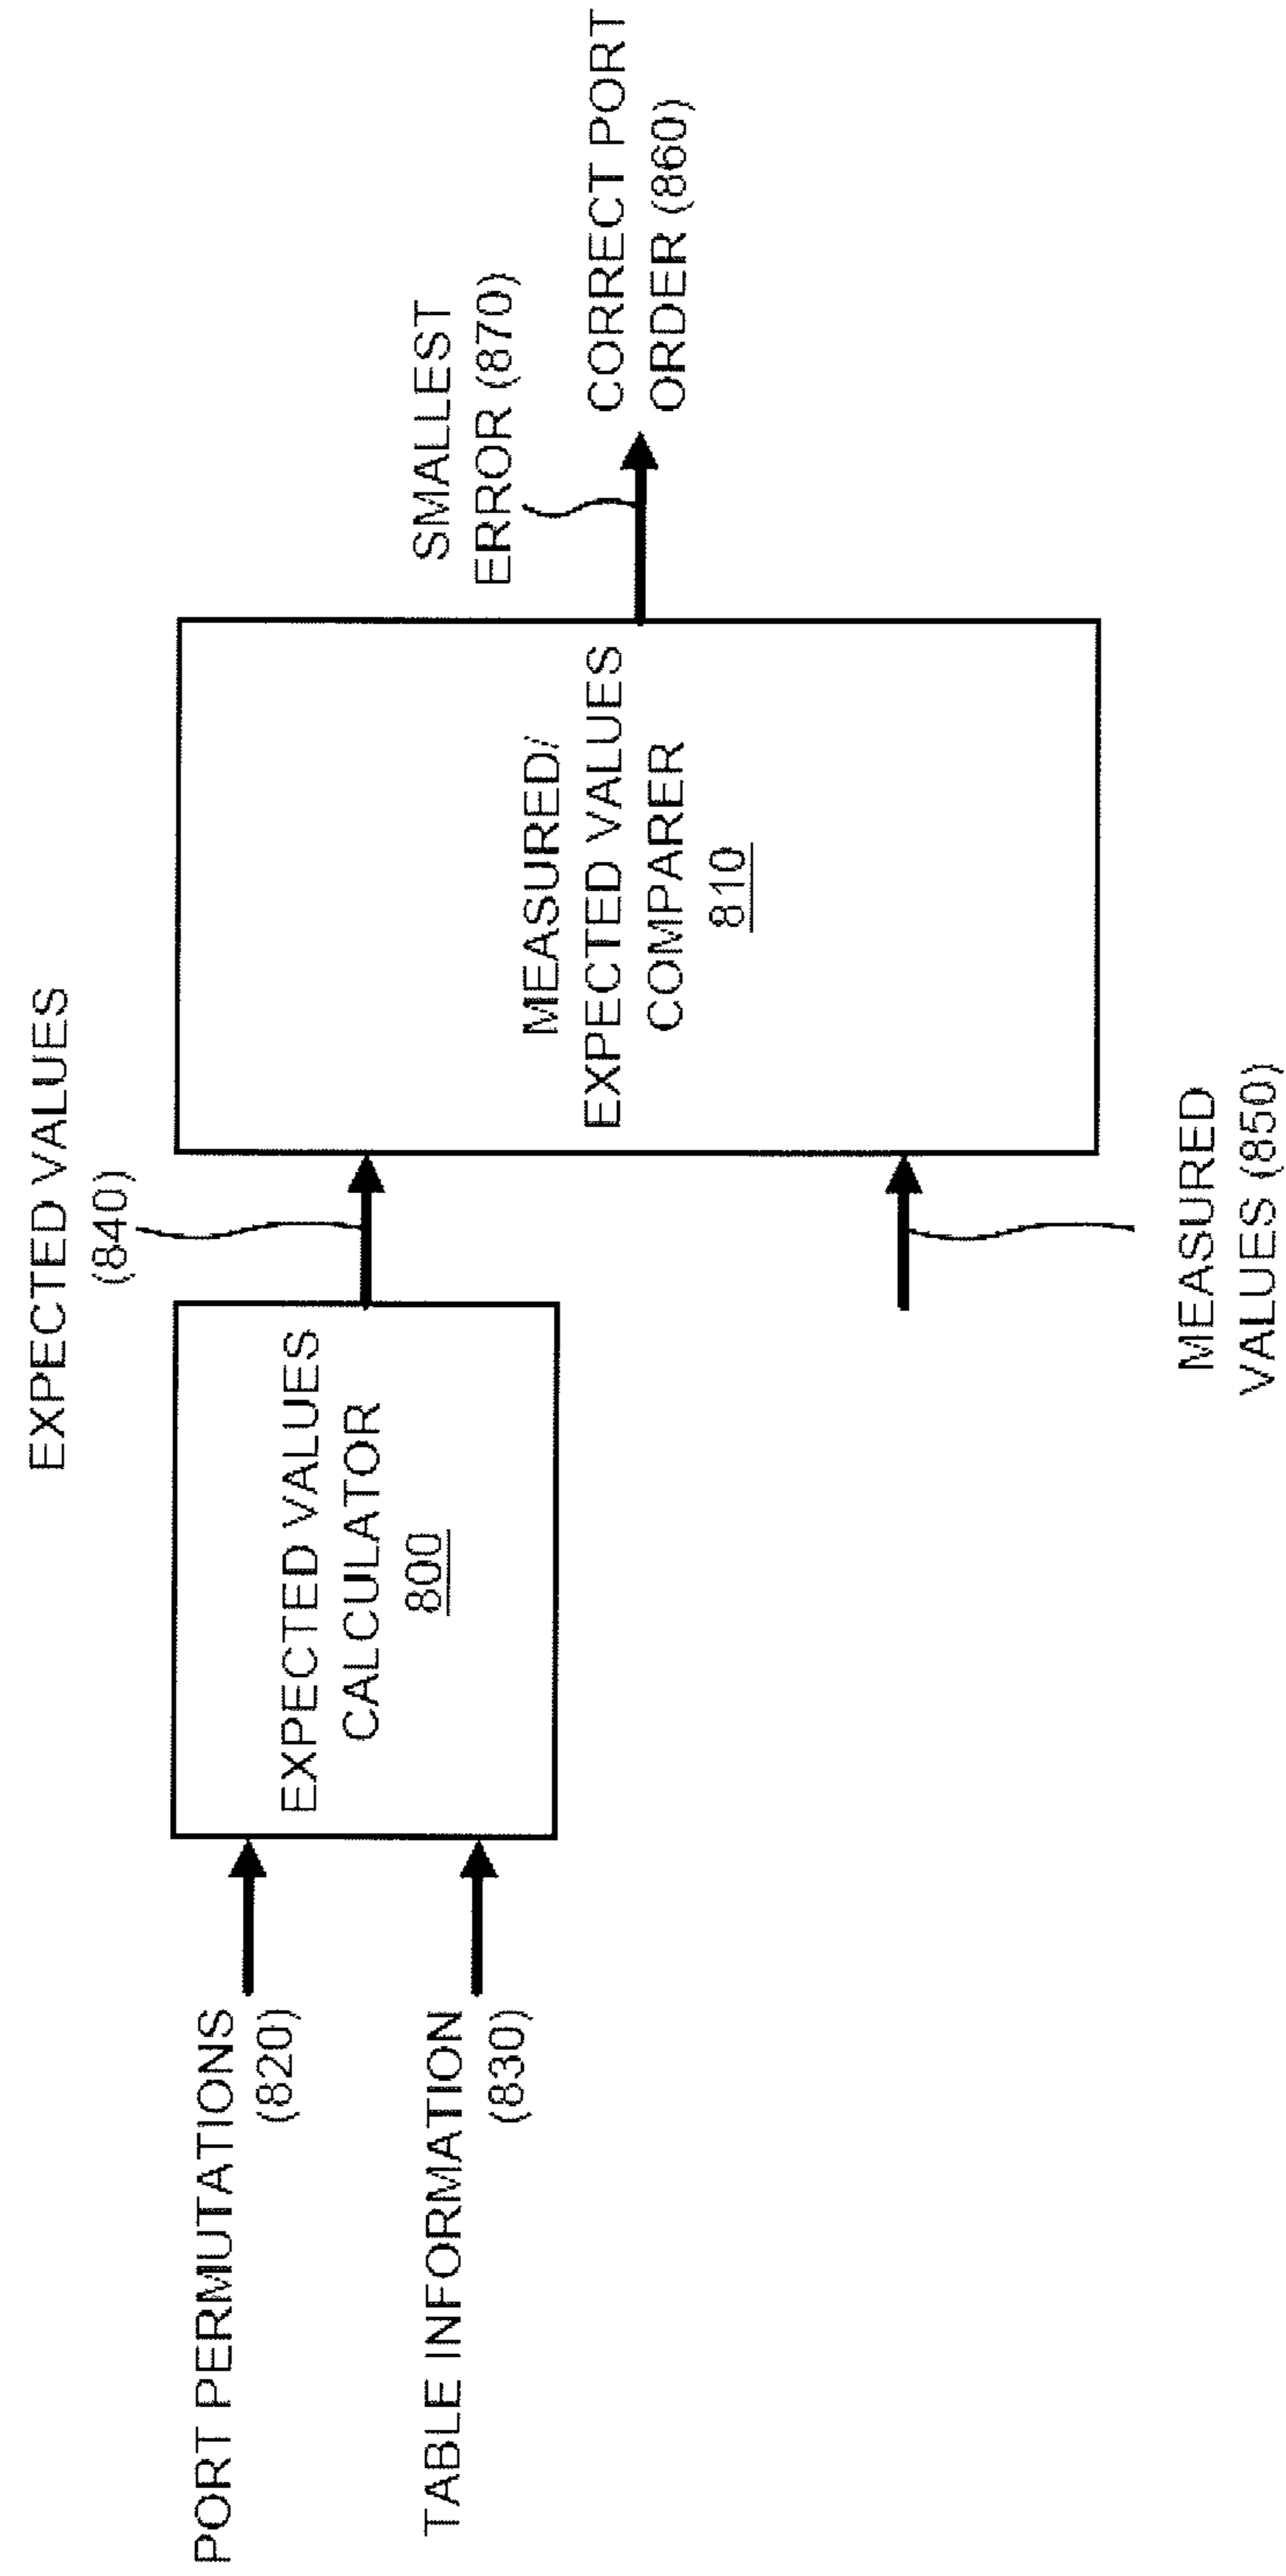 PORT PERMUTATIONS
(820)
TABLE INFORMATION
(830)
EXPECTED VALUES
CALCULATOR
800
EXPECTED VALUES
(840)
MEASURED
VALUES (850)
MEASURED/
EXPECTED VALUES
COMPARER
810
SMALLEST
ERROR (870)
CORRECT PORT
ORDER (860)